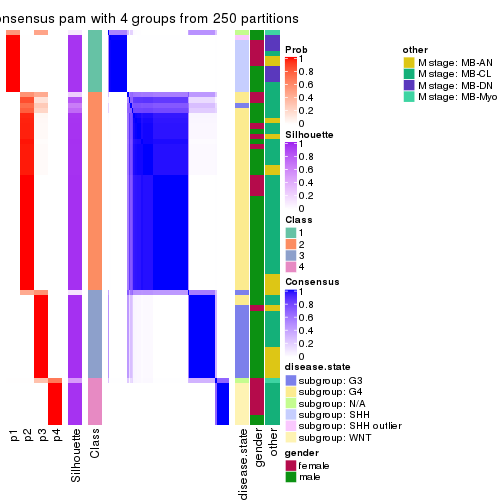 onsensus pam with 4 groups from 250 partitions
p1
p2
p3
p4
Silhouette
Class
disease.state
gender
other
Prob
1
0.8
0.6
0.4
0.2
0
Silhouette
1
0.8
0.6
0.4
0.2
0
Class
1
2
3
4
Consensus
1
0.8
0.6
0.4
0.2
0
disease.state
subgroup: G3
subgroup: G4
subgroup: N/A
subgroup: SHH
subgroup: SHH outlier
subgroup: WNT
gender
female
male
other
M stage: MB-AN
M stage: MB-CL
M stage: MB-DN
M stage: MB-Myo